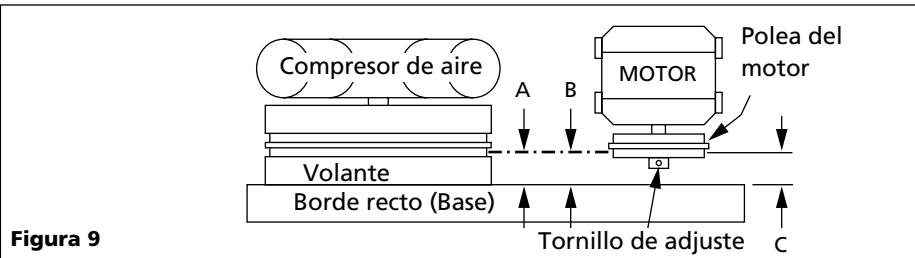 Compresor de aire
A
B
MOTOR
Polea del
motor
Volante
Borde recto (Base)
Figura 9
Tornillo de adjuste
C